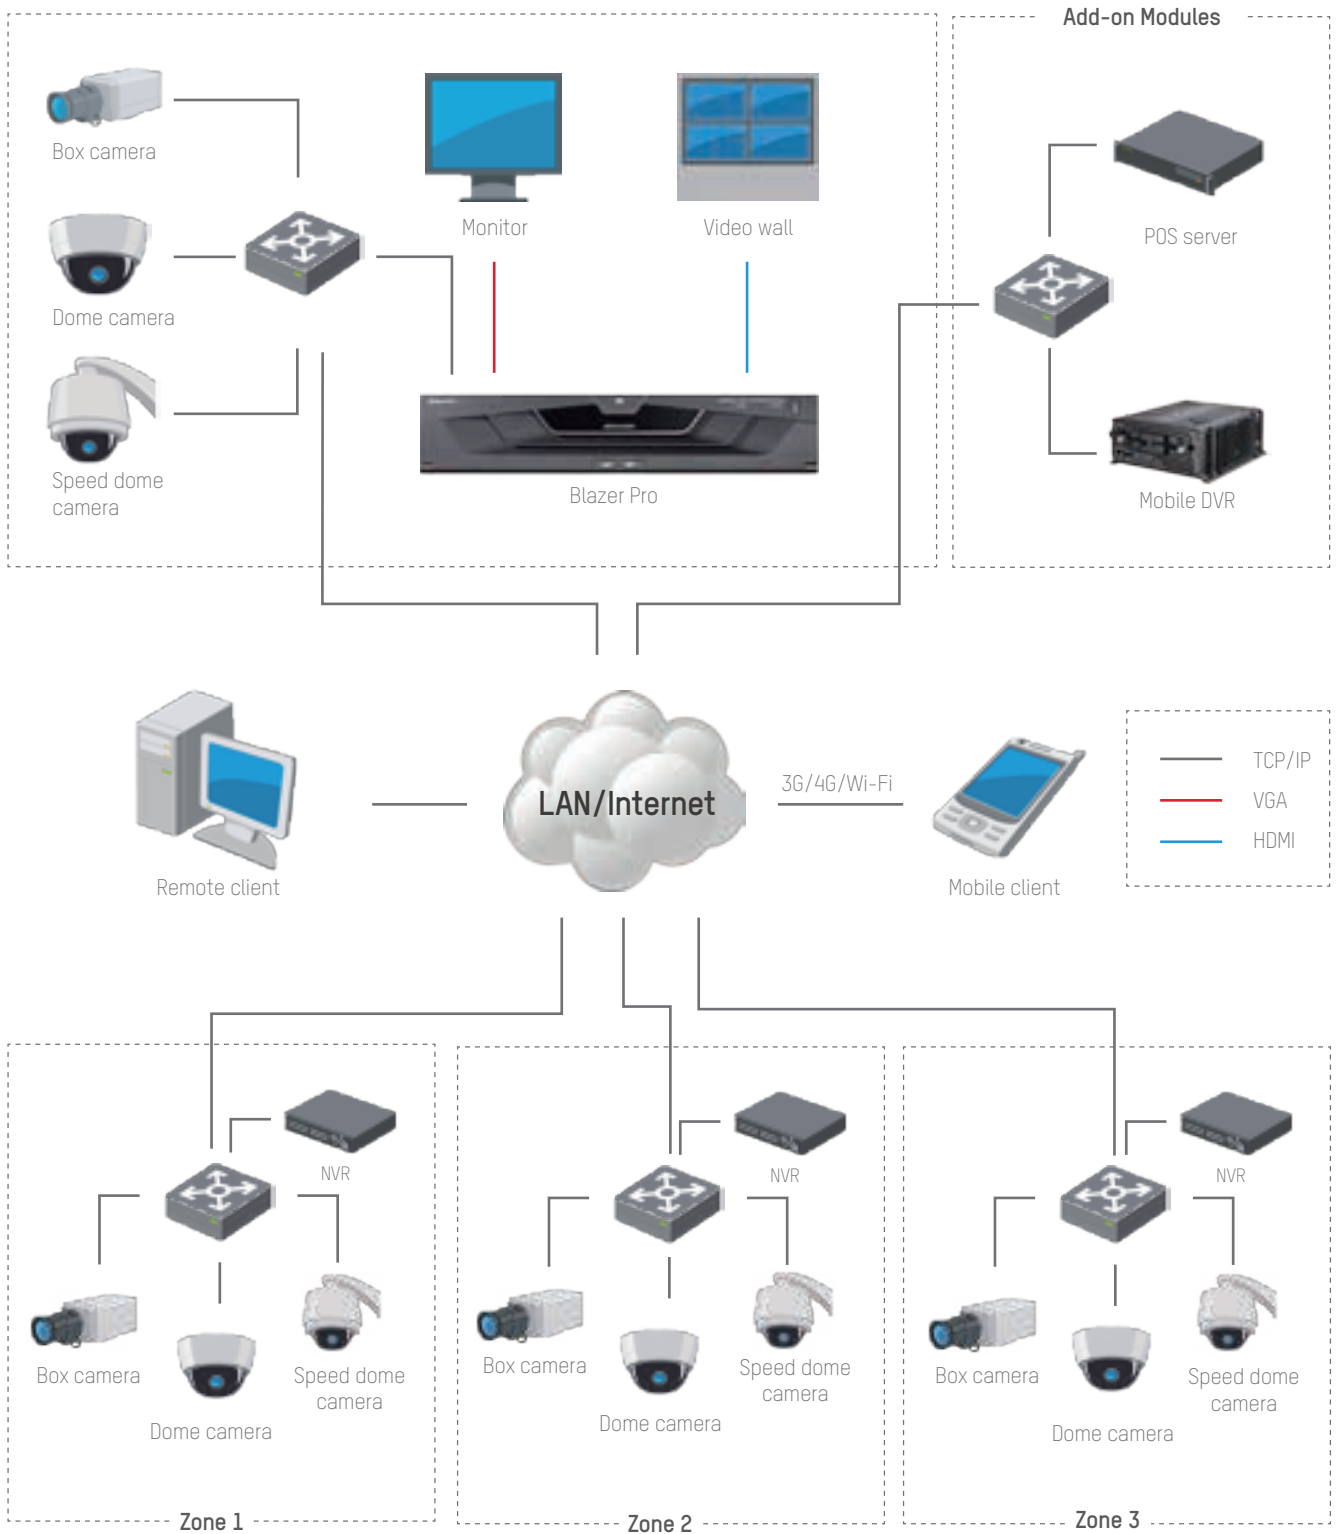 Add-on Modules
Box camera
Monitor
Video wall
POS server
Dome camera
Speed dome
camera
Blazer Pro
Mobile DVR
LAN/Internet
3G/4G/Wi-Fi
TCP/IP
VGA
HDMI
Remote client
Mobile client
NVR
Box camera
Speed dome
camera
Dome camera
Zone 1
NVR
Box camera
Speed dome
camera
Dome camera
Zone 2
NVR
Box camera
Speed dome
camera
Dome camera
Zone 3